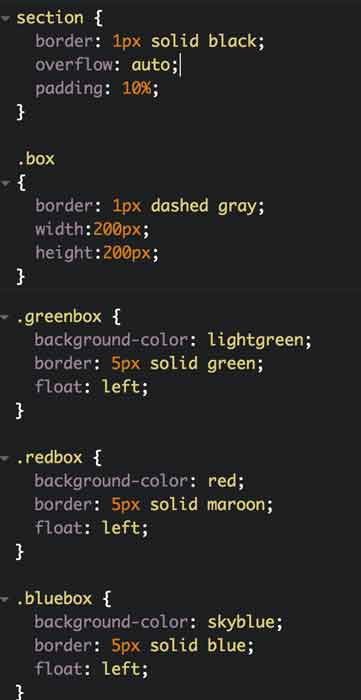 section {
border: 1px solid black;
overflow: auto;
padding: 10%;
}
.box
{
border: 1px dashed gray;
width:200px;
height:200px;
}
.greenbox {
background-color: lightgreen;
border: 5px solid green;
float: left;
}
.redbox {
background-color: red;
border: 5px solid maroon;
float: left;
}
.bluebox {
background-color: skyblue;
border: 5px solid blue;
float: left;
}